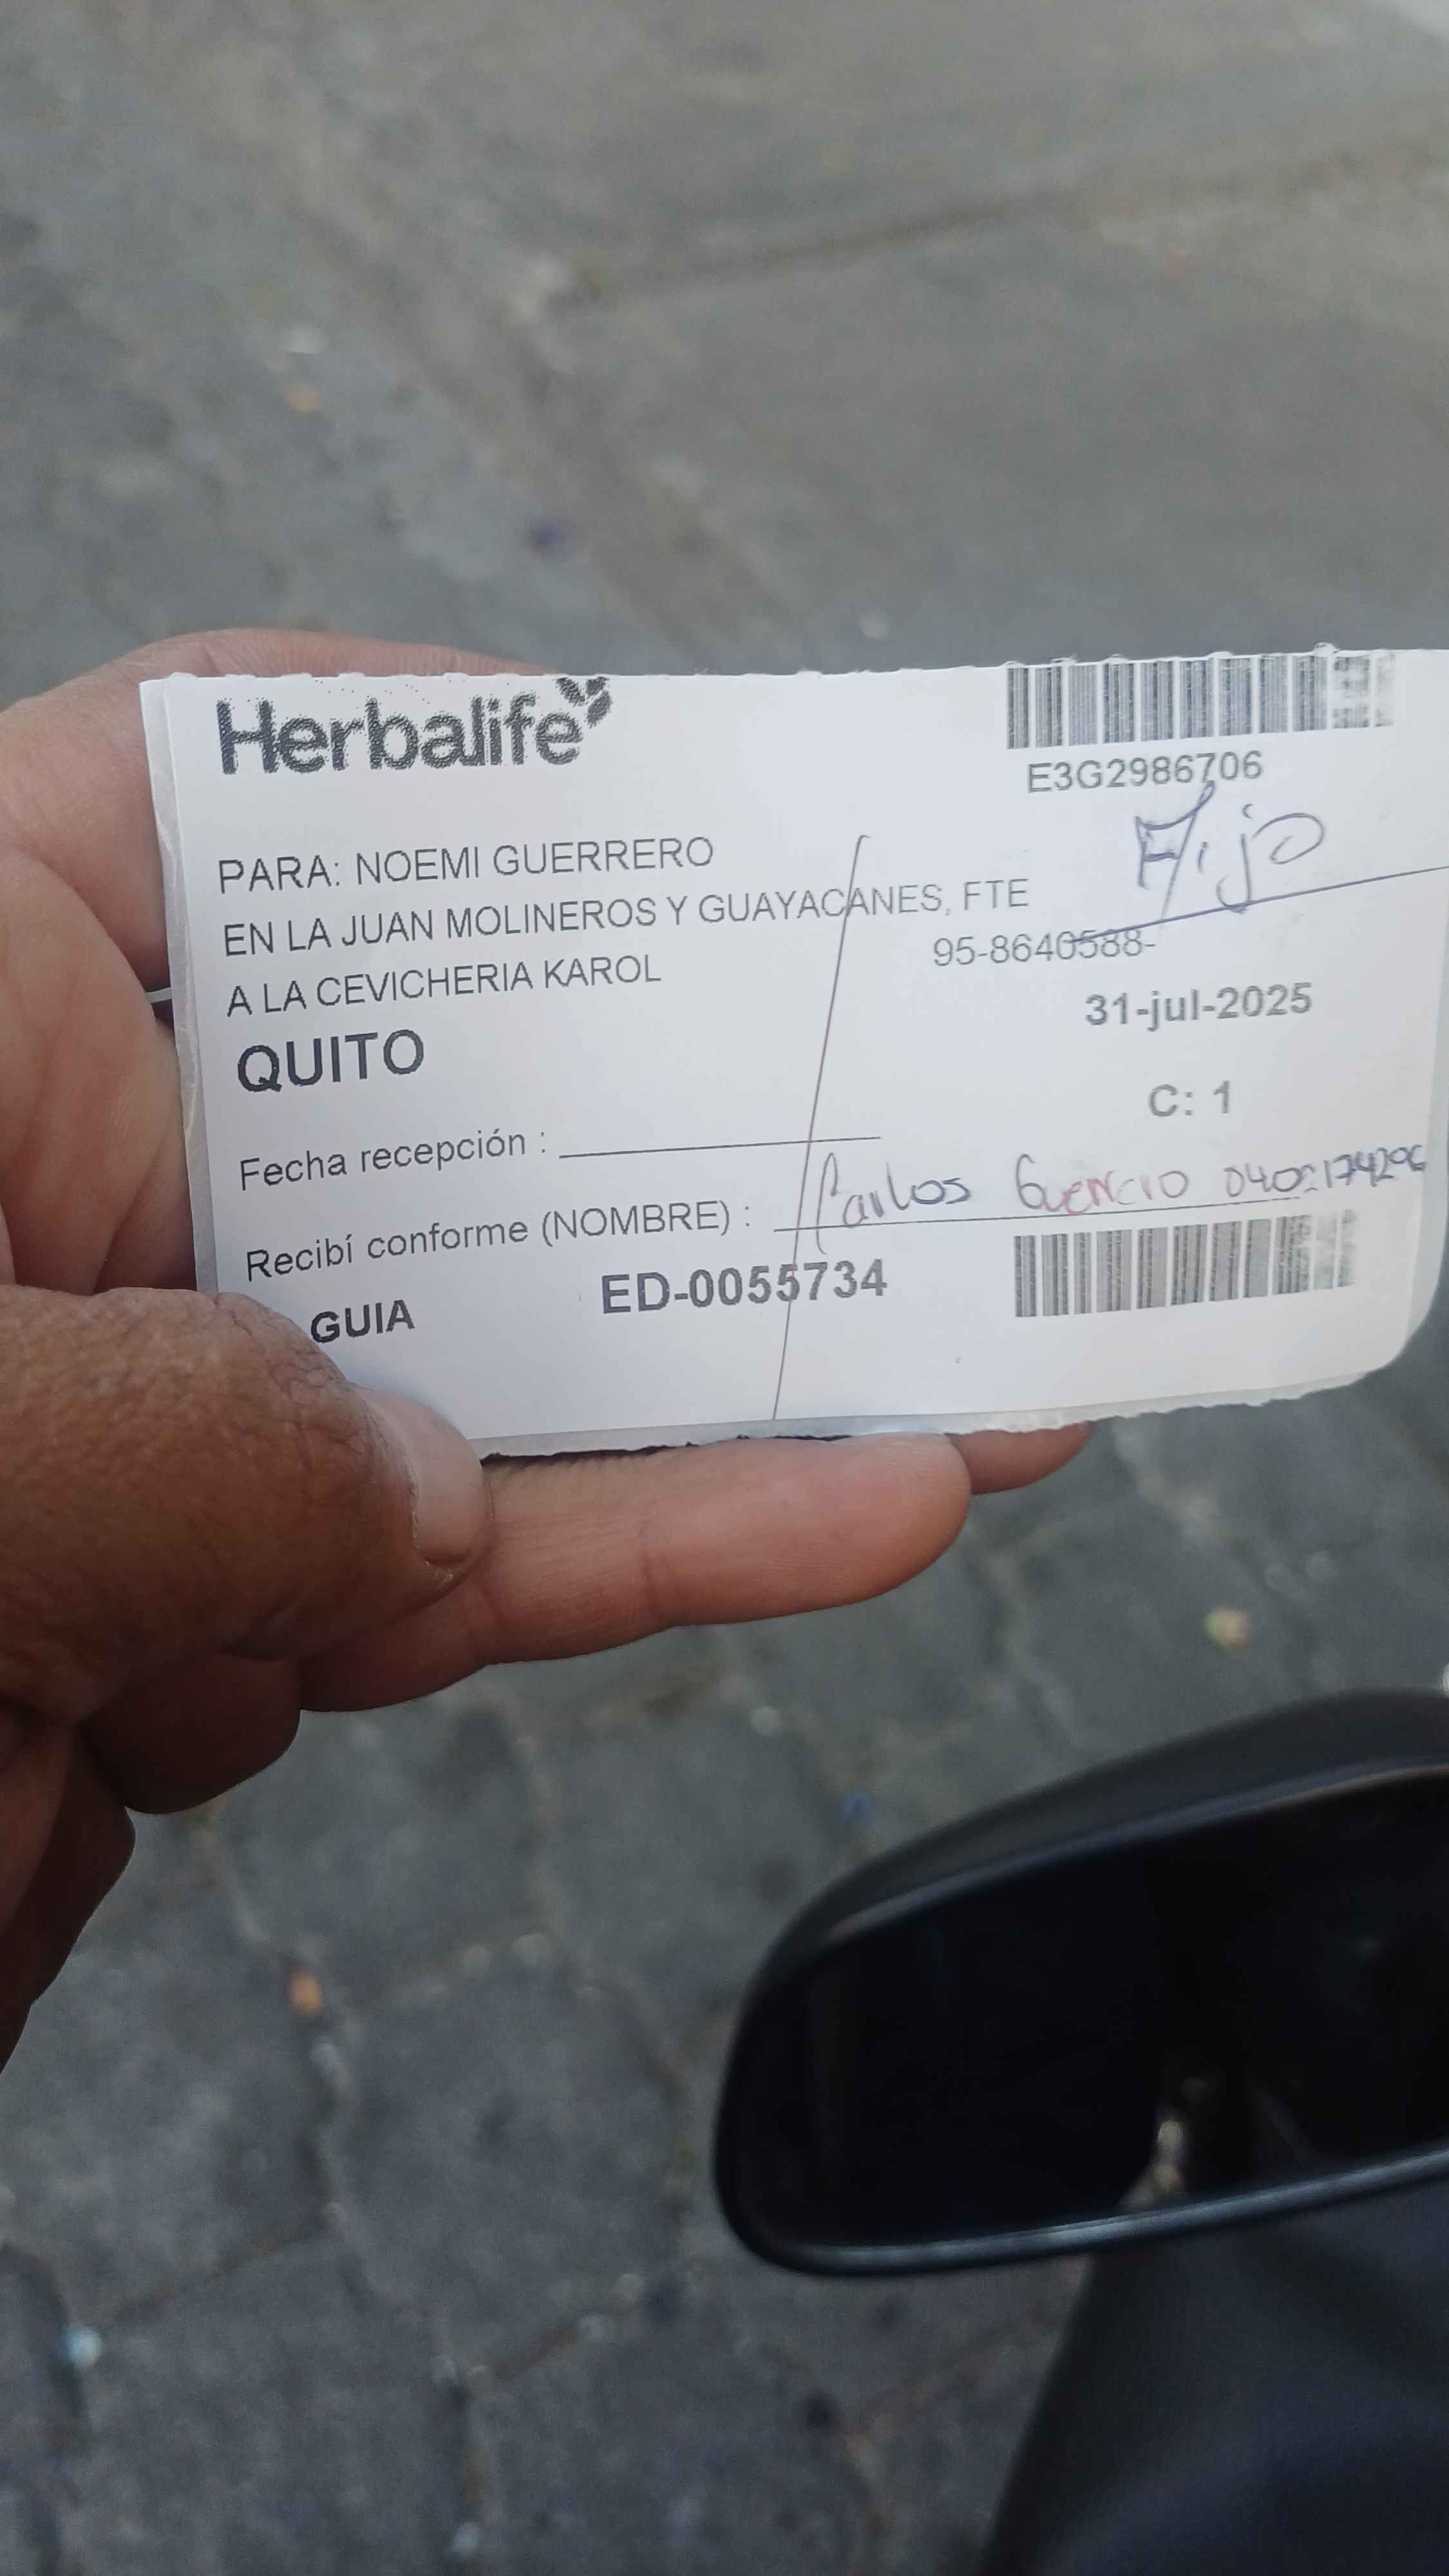 Herbalife
E3G2986706
Hijo
PARA: NOEMI GUERRERO
EN LA JUAN MOLINEROS Y GUAYACANES, FTE
A LA CEVICHERIA KAROL
95-8640588-
QUITO
31-jul-2025
C: 1
Fecha recepción :
Recibí conforme (NOMBRE) : Carlos Guerrero
GUIA ED-0055734